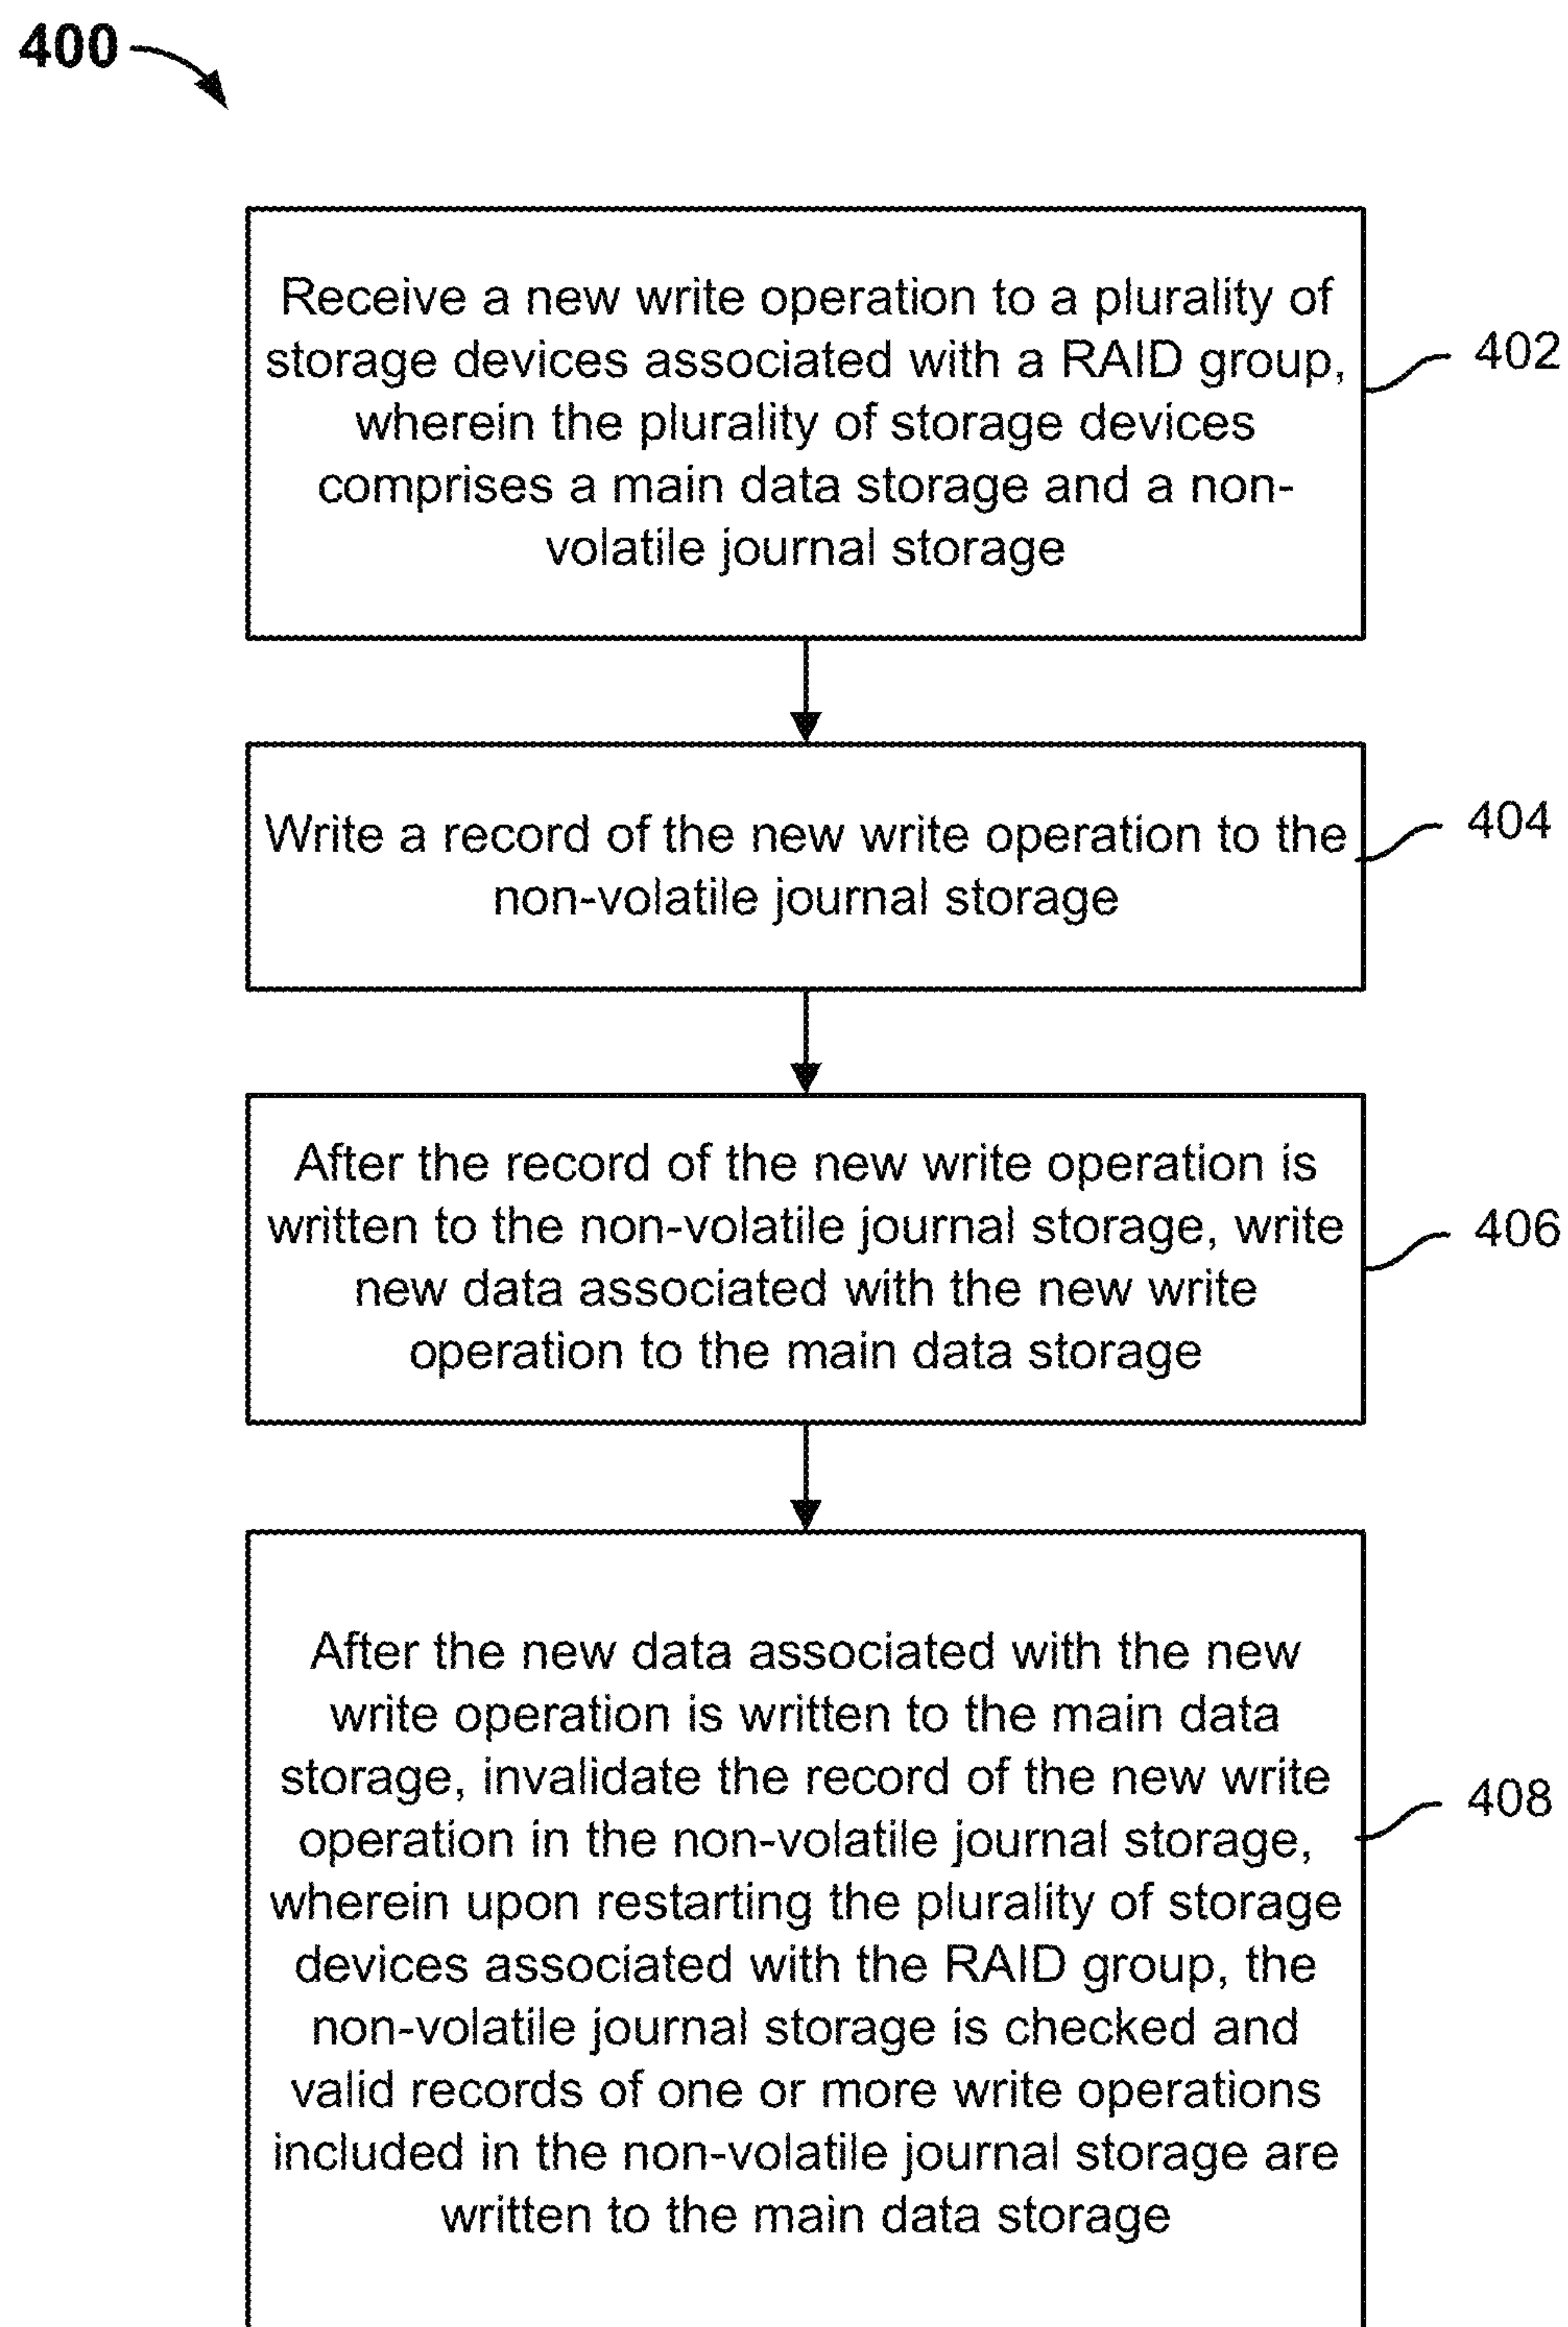 400
Receive a new write operation to a plurality of
storage devices associated with a RAID group,
wherein the plurality of storage devices
comprises a main data storage and a non-
volatile journal storage
402
Write a record of the new write operation to the
non-volatile journal storage
404
After the record of the new write operation is
written to the non-volatile journal storage, write
new data associated with the new write
operation to the main data storage
406
After the new data associated with the new
write operation is written to the main data
storage, invalidate the record of the new write
operation in the non-volatile journal storage,
wherein upon restarting the plurality of storage
devices associated with the RAID group, the
non-volatile journal storage is checked and
valid records of one or more write operations
included in the non-volatile journal storage are
written to the main data storage
408